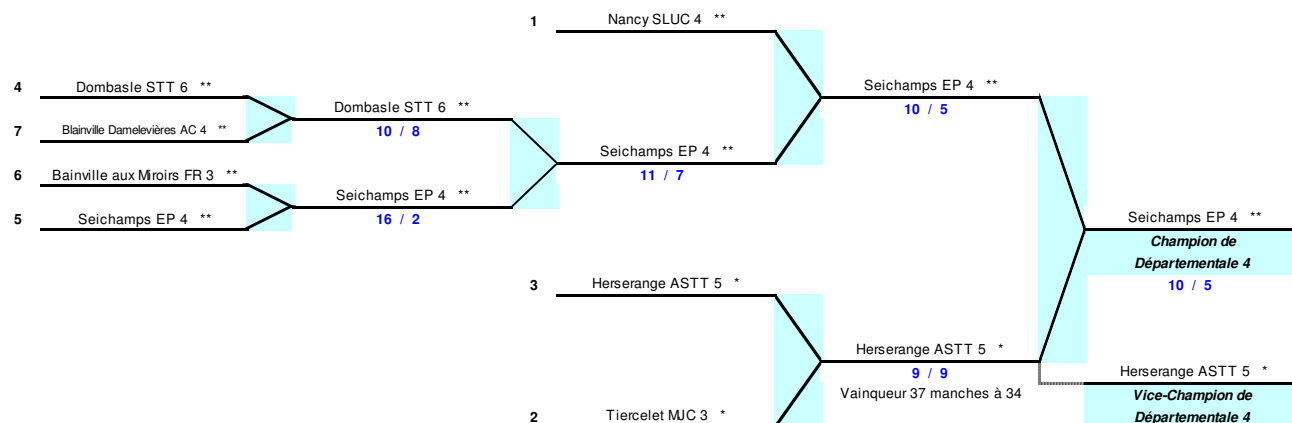 1 Nancy SLUC 4 **
4 Dombasle STT 6 **
Seichamps EP 4 **
Dombasle STT 6 **
10 / 5
7 Blainville Damelevières AC 4 **
10 / 8
Seichamps EP 4 **
6 Bainville aux Miroirs FR 3 **
11 / 7
Seichamps EP 4 **
5 Seichamps EP 4 **
16 / 2
Seichamps EP 4 **
Champion de
Départementale 4
3 Herserange ASTT 5 *
10 / 5
Herserange ASTT 5 *
9 / 9
Vainqueur 37 manches à 34
Herserange ASTT 5 *
Vice-Champion de
Départementale 4
2 Tiercelet MJC 3 *